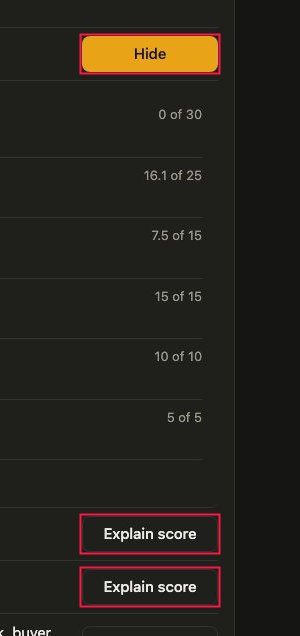 Hide
0 of 30
16.1 of 25
7.5 of 15
15 of 15
10 of 10
5 of 5
Explain score
Explain score
buyer